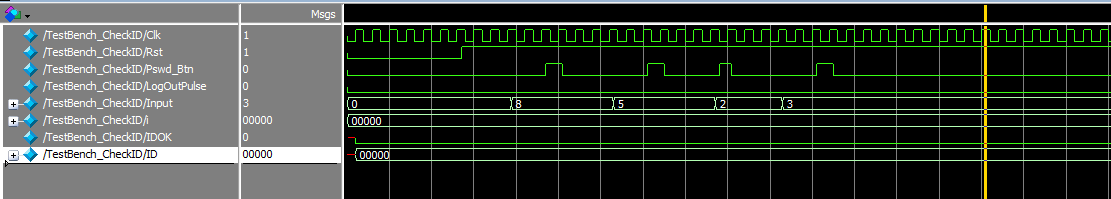 Msgs
/TestBench_CheckID/Clk 1
/TestBench_CheckID/Rst 1
/TestBench_CheckID/Pswd_Btn 0
/TestBench_CheckID/LogOutPulse 0
/TestBench_CheckID/Input 3 0 8 5 2 3
/TestBench_CheckID/i 00000 00000
/TestBench_CheckID/IDOK 0
/TestBench_CheckID/ID 00000 00000